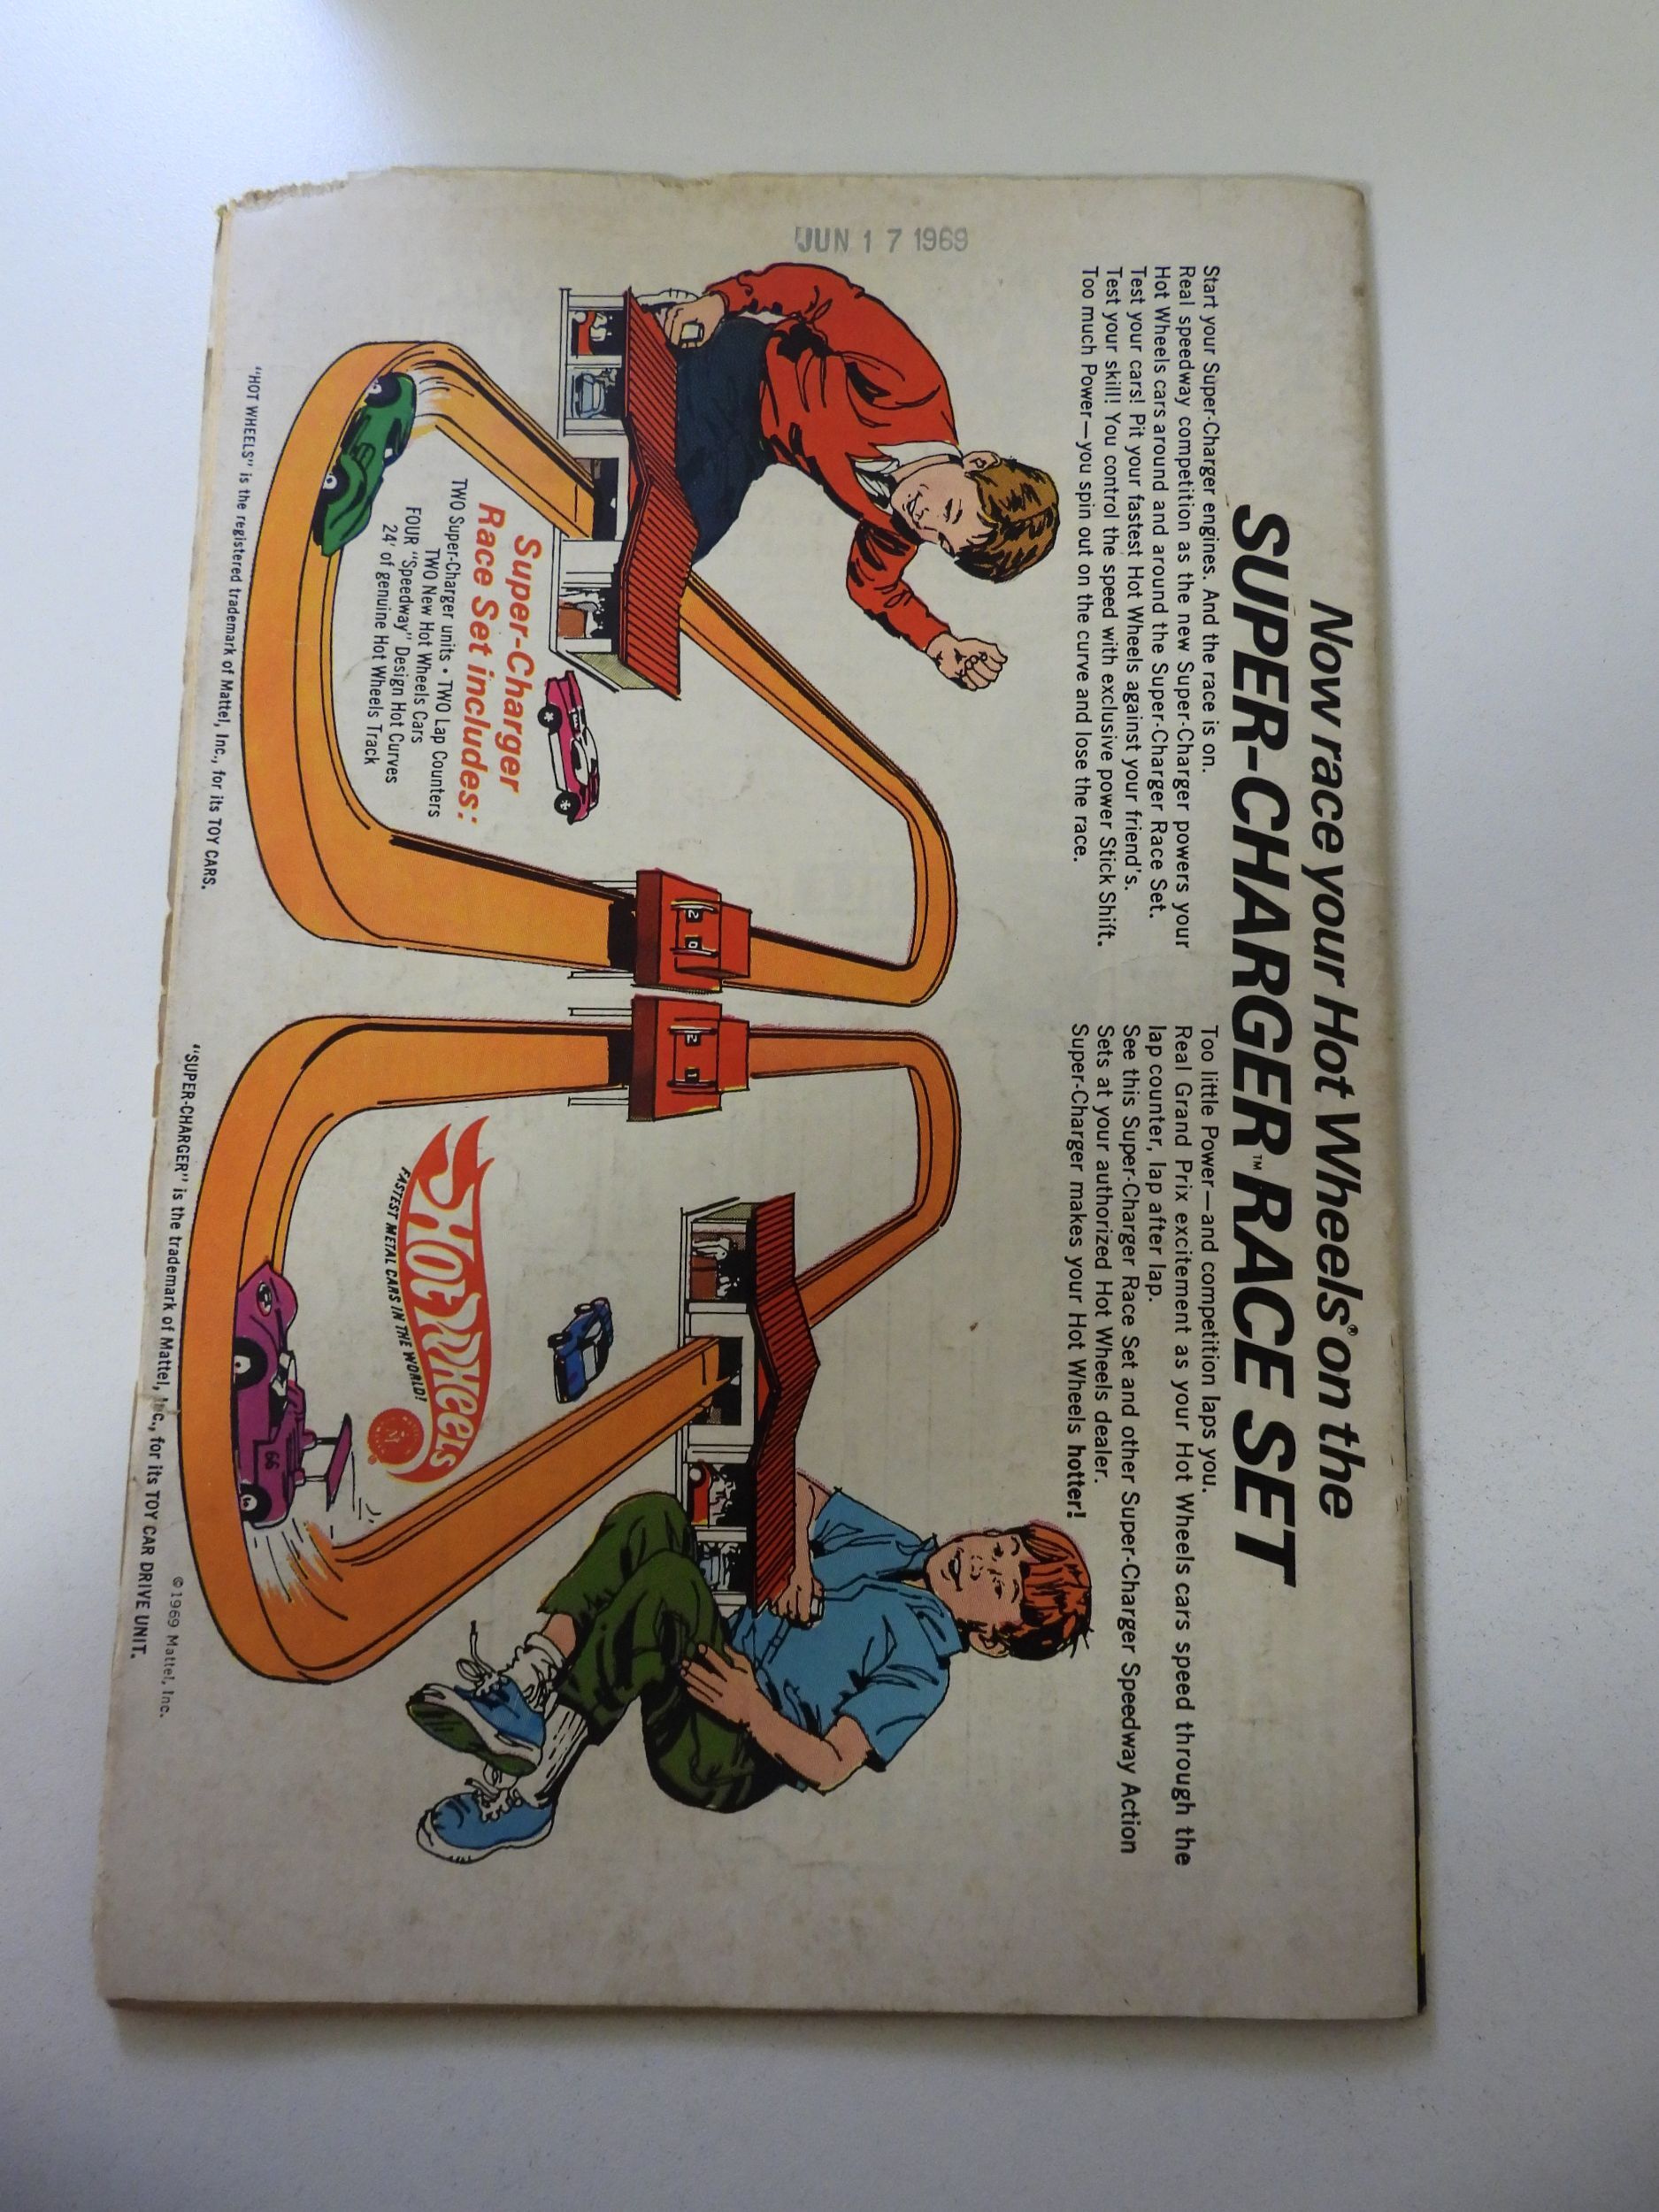 JUN 17 1969
Now race your Hot Wheels® on the
SUPER-CHARGER™ RACE SET
Start your Super-Charger engines. And the race is on.
Real speedway competition as the new Super-Charger powers your
Hot Wheels cars around and around the Super-Charger Race Set.
Test your cars! Pit your fastest Hot Wheels against your friend's.
Test your skill! You control the speed with exclusive power Stick Shift.
Too much Power—you spin out on the curve and lose the race.
Too little Power—and competition laps you.
Real Grand Prix excitement as your Hot Wheels cars speed through the
lap counter, lap after lap.
See this Super-Charger Race Set and other Super-Charger Speedway Action
Sets at your authorized Hot Wheels dealer.
Super-Charger makes your Hot Wheels hotter!
2 0
2 1
Super-Charger
Race Set includes:
TWO Super-Charger units • TWO Lap Counters
TWO New Hot Wheels Cars
FOUR "Speedway" Design Hot Curves
24' of genuine Hot Wheels Track
HOT WHEELS
FASTEST METAL CARS IN THE WORLD!
M
66
"HOT WHEELS" is the registered trademark of Mattel, Inc., for its TOY CARS.
©1969 Mattel, Inc.
"SUPER-CHARGER" is the trademark of Mattel, Inc., for its TOY CAR DRIVE UNIT.